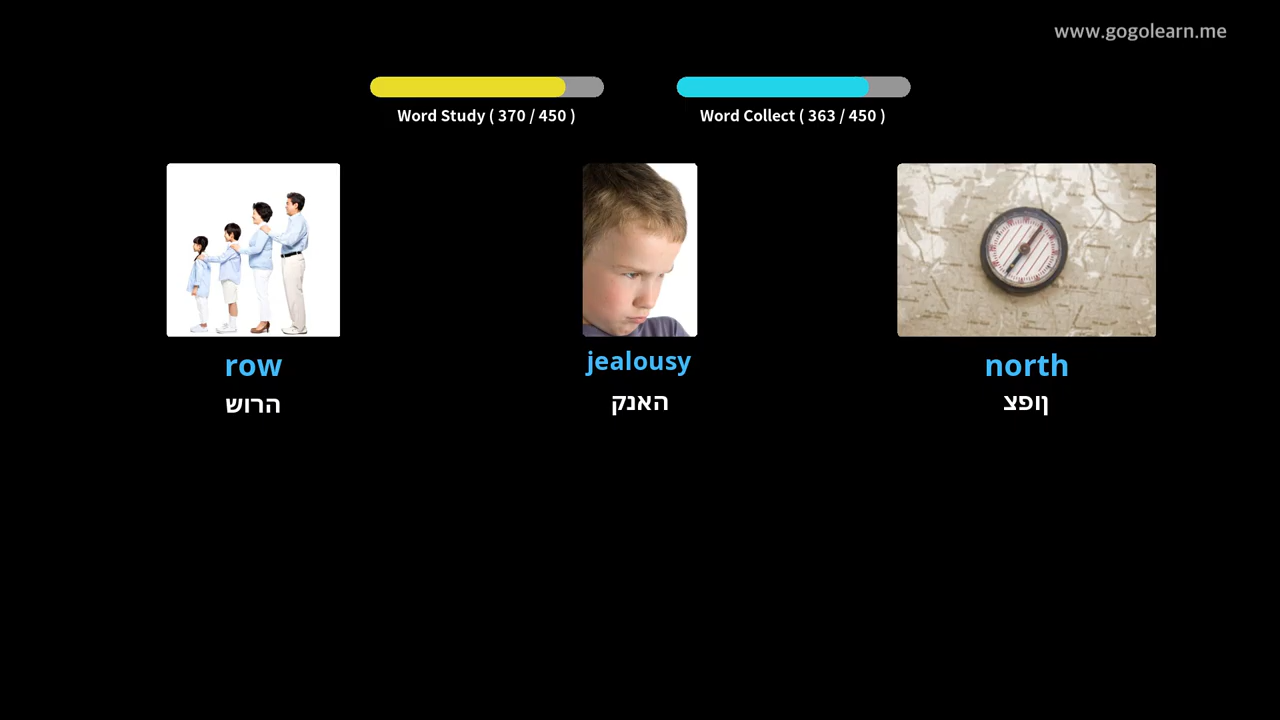 www.gogolearn.me
Word Study ( 370 / 450 )
Word Collect ( 363 / 450 )
row
הרוש
jealousy
האנק
north
ןופצ